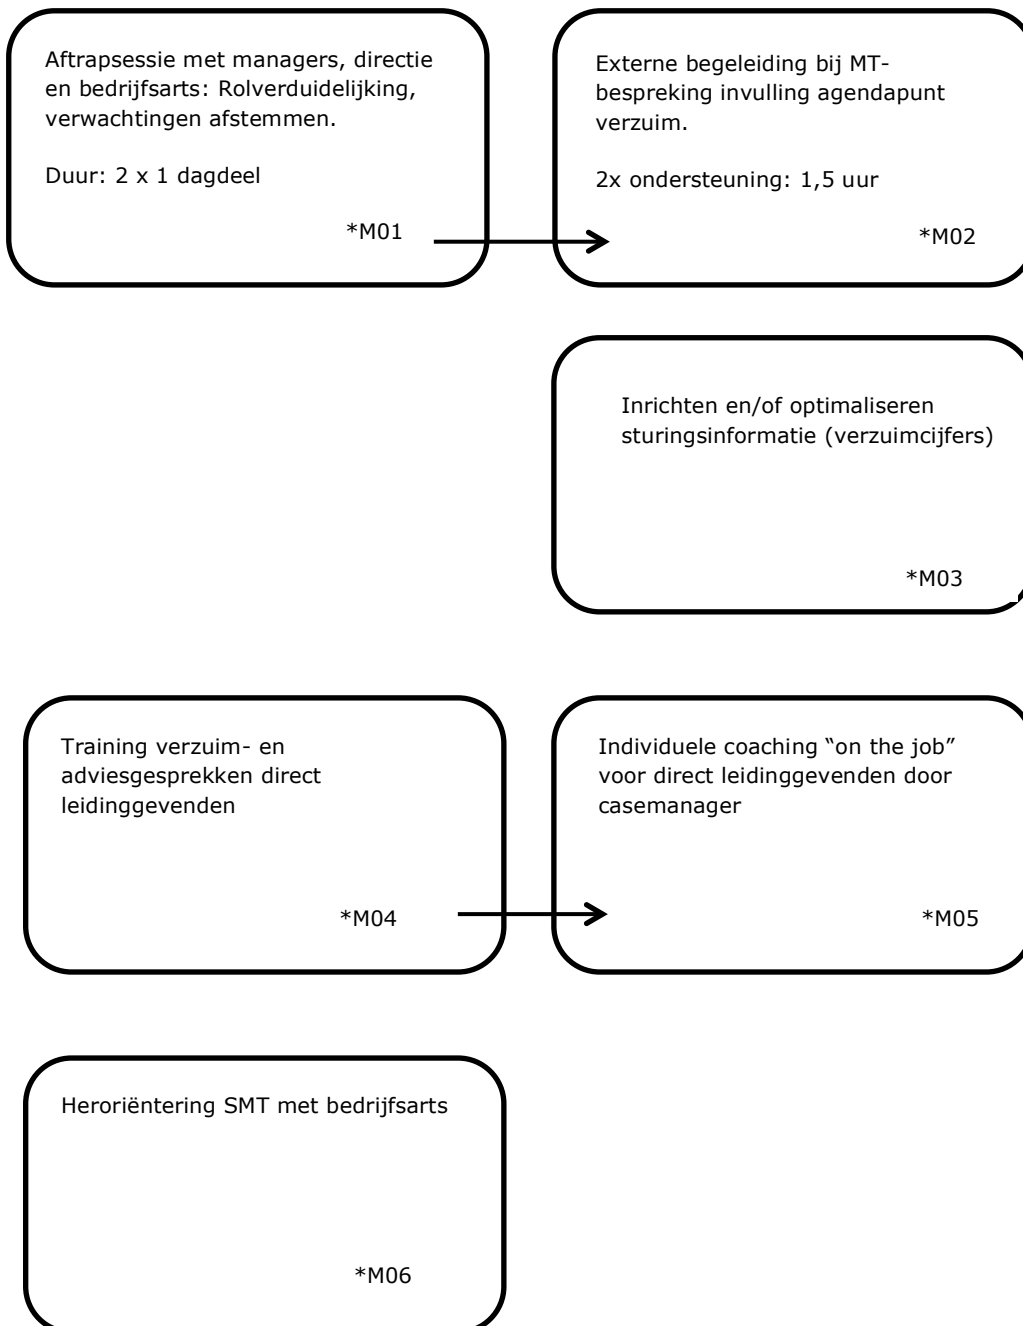 Aftrapsessie met managers, directie
en bedrijfsarts: Rolverduidelijking,
verwachtingen afstemmen.
Duur: 2 x 1 dagdeel
*M01
Externe begeleiding bij MT-
bespreking invulling agendapunt
verzuim.
2x ondersteuning: 1,5 uur
*M02
Inrichten en/of optimaliseren
sturingsinformatie (verzuimcijfers)
*M03
Training verzuim- en
adviesgesprekken direct
leidinggevenden
*M04
Individuele coaching “on the job”
voor direct leidinggevenden door
casemanager
*M05
Heroriëntering SMT met bedrijfsarts
*M06